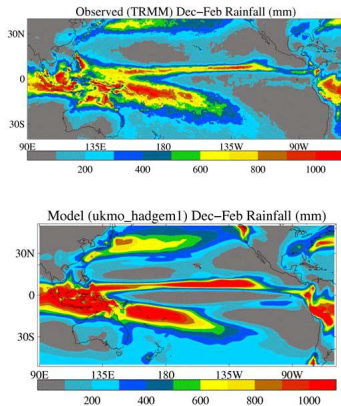 Observed (TRMM) Dec-Feb Rainfall (mm)
30N
0
30S
90E 135E 180 135W 90W
200 400 600 800 1000
Model (ukmo_hadgem1) Dec-Feb Rainfall (mm)
30N
0
30S
90E 135E 180 135W 90W
200 400 600 800 1000